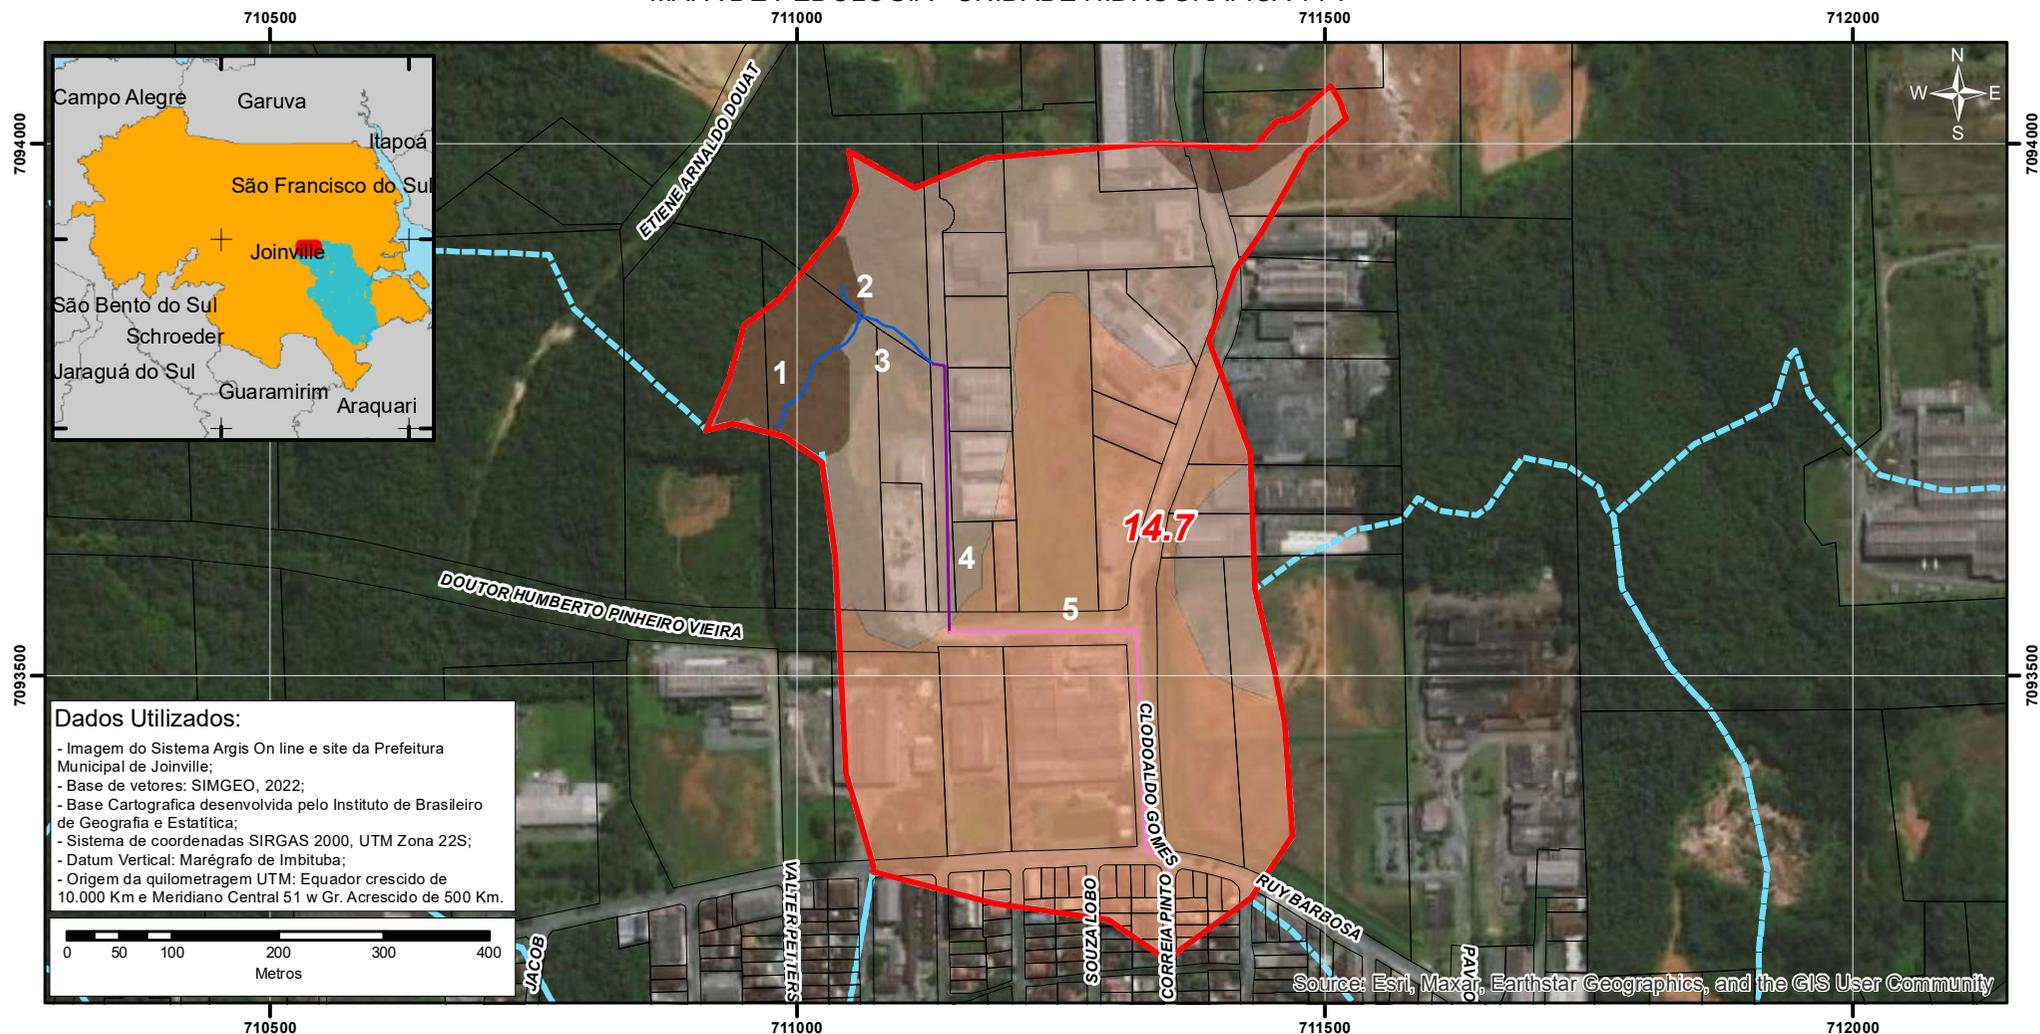 710500
711000
711500
712000
7094000
7094000
7093500
7093500
Campo Alegre
Garuva
Itapoá
São Francisco do Sul
Joinville
São Bento do Sul
Schroeder
Jaraguá do Sul
Guaramirim
Araquari
N
W
E
S
ETIENE ARNALDO DOUAT
2
3
1
14.7
4
5
DOUTOR HUMBERTO PINHEIRO VIEIRA
CLODOALDO GOMES
RUY BARBOSA
VALTER PETTERS
SOUZA LOBO
CORREIA PINTO
JACOB
Dados Utilizados:
- Imagem do Sistema Argis On line e site da Prefeitura
Municipal de Joinville;
- Base de vetores: SIMGEO, 2022;
- Base Cartografica desenvolvida pelo Instituto de Brasileiro
de Geografia e Estatítica;
- Sistema de coordenadas SIRGAS 2000, UTM Zona 22S;
- Datum Vertical: Marégrafo de Imbituba;
- Origem da quilometragem UTM: Equador crescido de
10.000 Km e Meridiano Central 51 w Gr. Acrescido de 500 Km.
0 50 100 200 300 400
Metros
Source: Esri, Maxar, Earthstar Geographics, and the GIS User Community
710500
711000
711500
712000